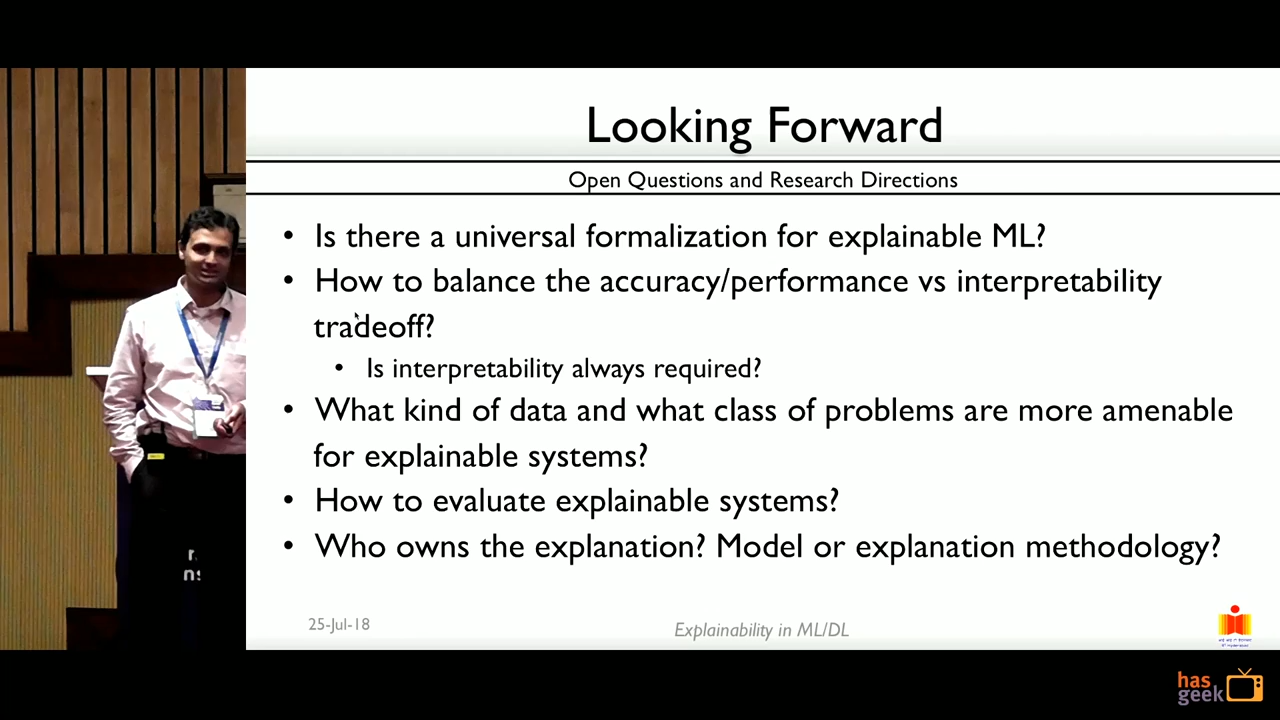 Looking Forward
Open Questions and Research Directions
• Is there a universal formalization for explainable ML?
• How to balance the accuracy/performance vs interpretability
tradeoff?
• Is interpretability always required?
• What kind of data and what class of problems are more amenable
for explainable systems?
• How to evaluate explainable systems?
• Who owns the explanation? Model or explanation methodology?
25-Jul-18
Explainability in ML/DL
has
geek